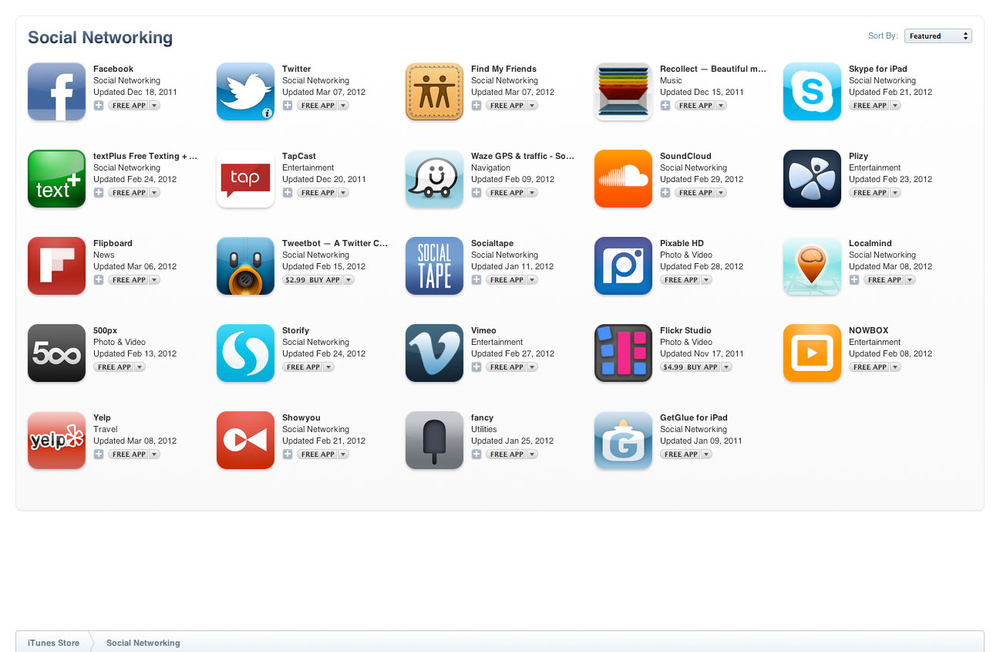 Social Networking
Sort By: Featured
Facebook
Social Networking
Updated Dec 18, 2011
FREE APP
Twitter
Social Networking
Updated Mar 07, 2012
FREE APP
Find My Friends
Social Networking
Updated Mar 07, 2012
FREE APP
Recollect — Beautiful m...
Music
Updated Dec 15, 2011
FREE APP
Skype for iPad
Social Networking
Updated Feb 21, 2012
FREE APP
text+
textPlus Free Texting + ...
Social Networking
Updated Feb 24, 2012
FREE APP
tap
TapCast
Entertainment
Updated Dec 20, 2011
FREE APP
Waze GPS & traffic - So...
Navigation
Updated Feb 09, 2012
FREE APP
SoundCloud
Social Networking
Updated Feb 29, 2012
FREE APP
Plizy
Entertainment
Updated Feb 23, 2012
FREE APP
Flipboard
News
Updated Mar 06, 2012
FREE APP
Tweetbot — A Twitter C...
Social Networking
Updated Feb 15, 2012
$2.99 BUY APP
SOCIAL
TAPE
Socialtape
Social Networking
Updated Jan 11, 2012
FREE APP
Pixable HD
Photo & Video
Updated Feb 28, 2012
FREE APP
Localmind
Social Networking
Updated Mar 08, 2012
FREE APP
500
500px
Photo & Video
Updated Feb 13, 2012
FREE APP
Storify
Social Networking
Updated Feb 24, 2012
FREE APP
Vimeo
Entertainment
Updated Feb 27, 2012
FREE APP
Flickr Studio
Photo & Video
Updated Nov 17, 2011
$4.99 BUY APP
NOWBOX
Entertainment
Updated Feb 08, 2012
FREE APP
yelp
Yelp
Travel
Updated Mar 08, 2012
FREE APP
Showyou
Social Networking
Updated Feb 21, 2012
FREE APP
fancy
Utilities
Updated Jan 25, 2012
FREE APP
G
GetGlue for iPad
Social Networking
Updated Jan 09, 2011
FREE APP
iTunes Store
Social Networking